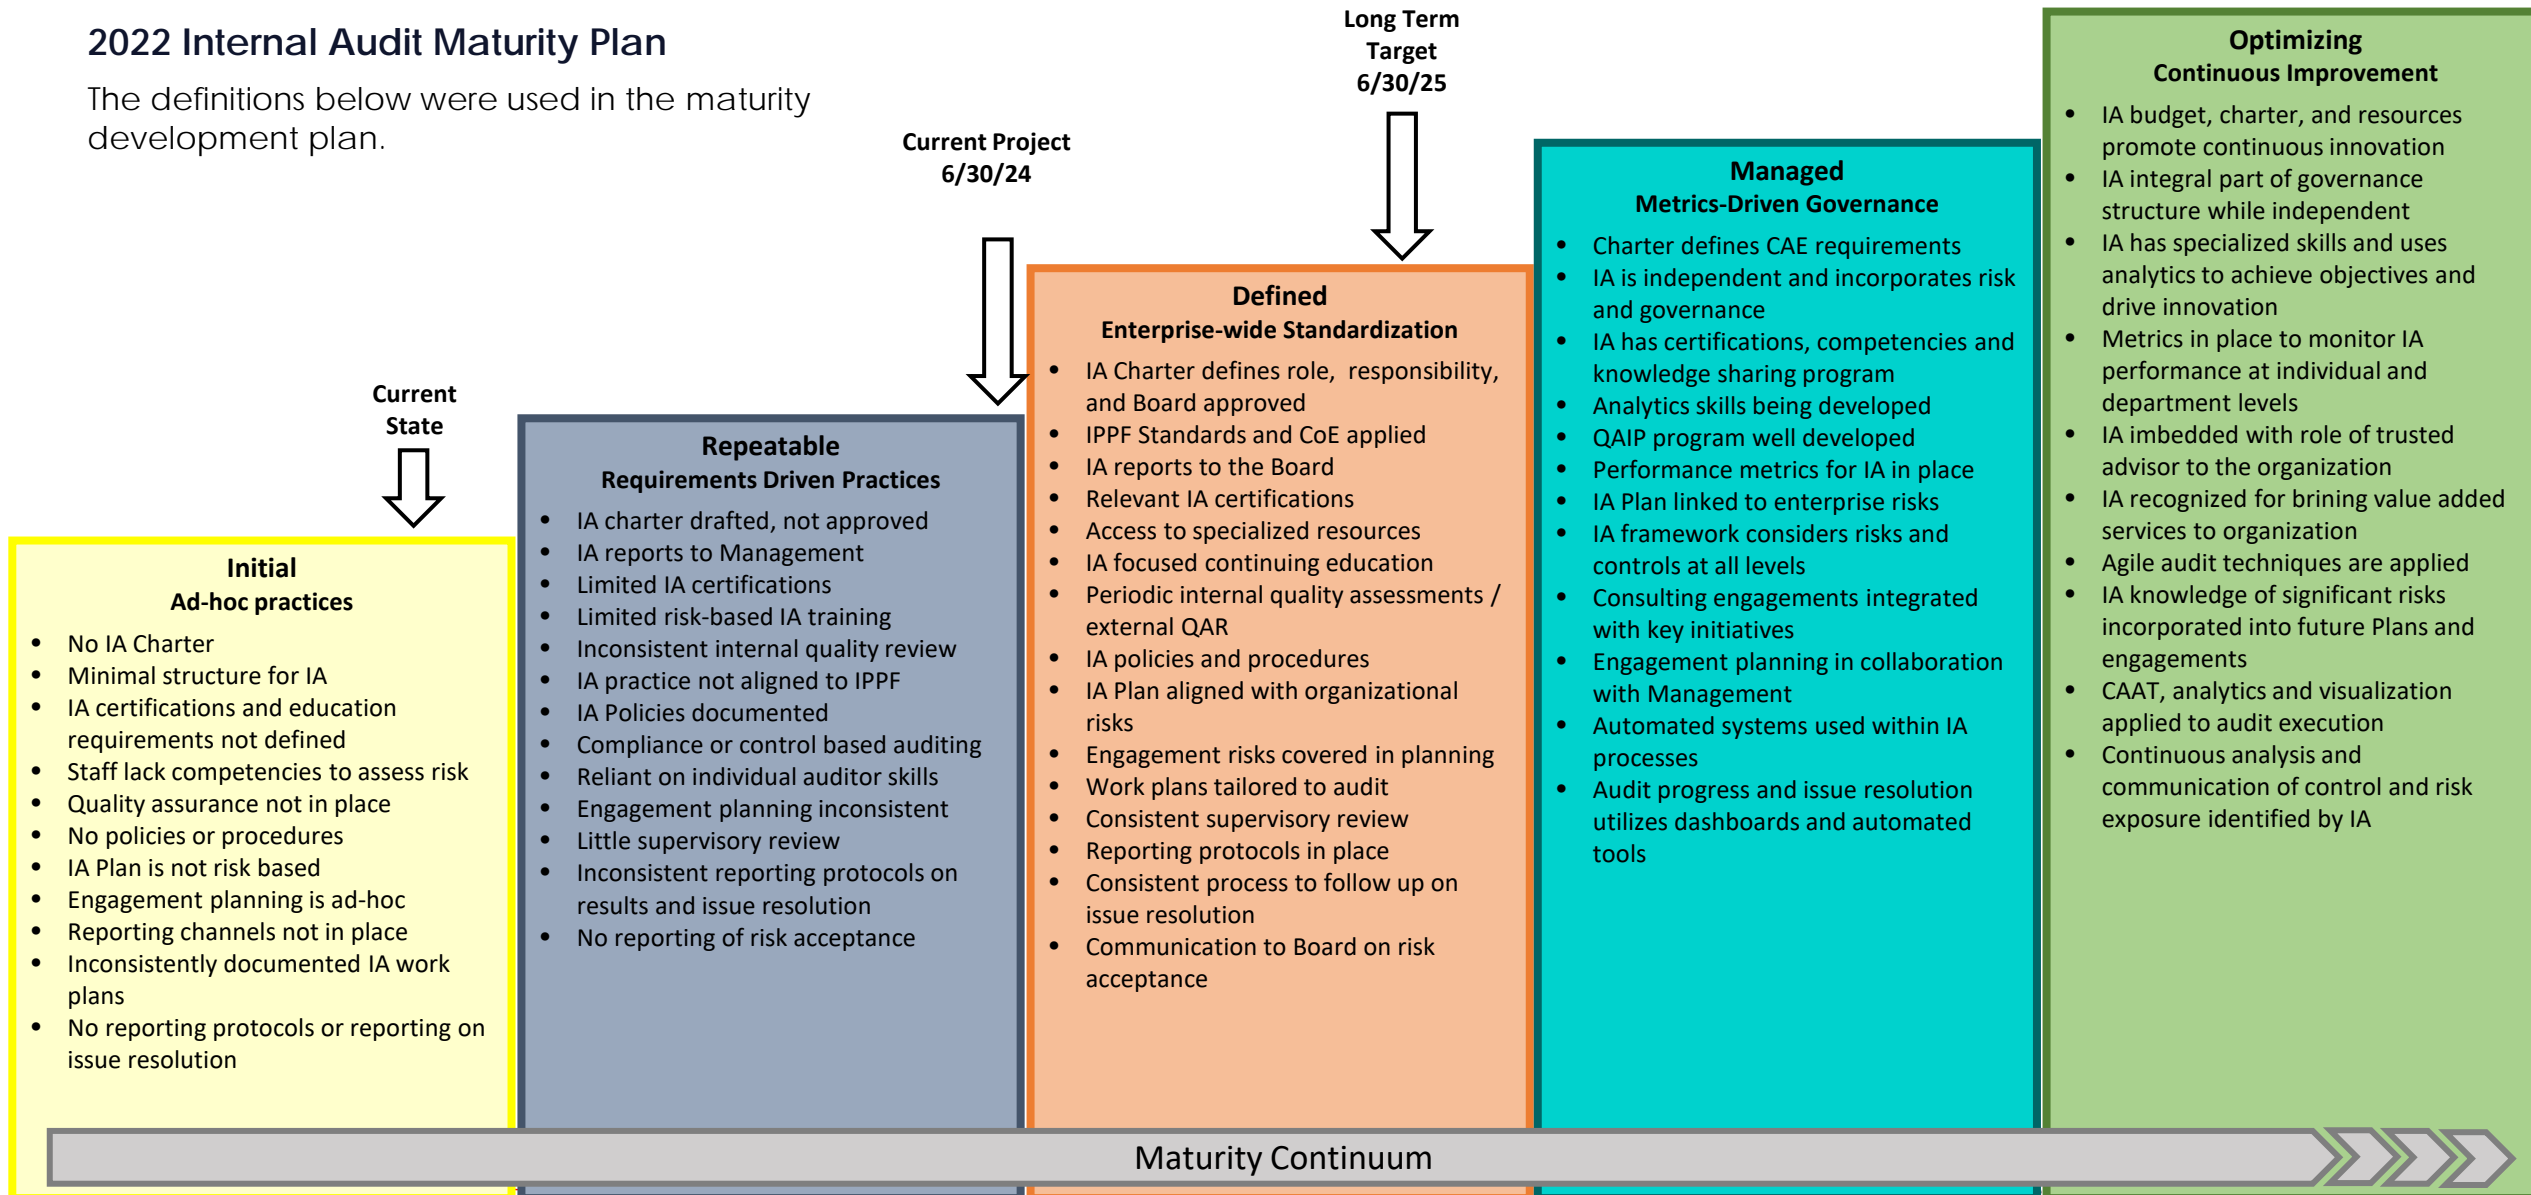 2022 Internal Audit Maturity Plan
The definitions below were used in the maturity
development plan.
Current
State
Current Project
6/30/24
Long Term
Target
6/30/25
Initial
Ad-hoc practices
• No IA Charter
• Minimal structure for IA
• IA certifications and education
requirements not defined
• Staff lack competencies to assess risk
• Quality assurance not in place
• No policies or procedures
• IA Plan is not risk based
• Engagement planning is ad-hoc
• Reporting channels not in place
• Inconsistently documented IA work
plans
• No reporting protocols or reporting on
issue resolution
Repeatable
Requirements Driven Practices
• IA charter drafted, not approved
• IA reports to Management
• Limited IA certifications
• Limited risk-based IA training
• Inconsistent internal quality review
• IA practice not aligned to IPPF
• IA Policies documented
• Compliance or control based auditing
• Reliant on individual auditor skills
• Engagement planning inconsistent
• Little supervisory review
• Inconsistent reporting protocols on
results and issue resolution
• No reporting of risk acceptance
Defined
Enterprise-wide Standardization
• IA Charter defines role, responsibility,
and Board approved
• IPPF Standards and CoE applied
• IA reports to the Board
• Relevant IA certifications
• Access to specialized resources
• IA focused continuing education
• Periodic internal quality assessments /
external QAR
• IA policies and procedures
• IA Plan aligned with organizational
risks
• Engagement risks covered in planning
• Work plans tailored to audit
• Consistent supervisory review
• Reporting protocols in place
• Consistent process to follow up on
issue resolution
• Communication to Board on risk
acceptance
Managed
Metrics-Driven Governance
• Charter defines CAE requirements
• IA is independent and incorporates risk
and governance
• IA has certifications, competencies and
knowledge sharing program
• Analytics skills being developed
• QAIP program well developed
• Performance metrics for IA in place
• IA Plan linked to enterprise risks
• IA framework considers risks and
controls at all levels
• Consulting engagements integrated
with key initiatives
• Engagement planning in collaboration
with Management
• Automated systems used within IA
processes
• Audit progress and issue resolution
utilizes dashboards and automated
tools
Optimizing
Continuous Improvement
• IA budget, charter, and resources
promote continuous innovation
• IA integral part of governance
structure while independent
• IA has specialized skills and uses
analytics to achieve objectives and
drive innovation
• Metrics in place to monitor IA
performance at individual and
department levels
• IA imbedded with role of trusted
advisor to the organization
• IA recognized for brining value added
services to organization
• Agile audit techniques are applied
• IA knowledge of significant risks
incorporated into future Plans and
engagements
• CAAT, analytics and visualization
applied to audit execution
• Continuous analysis and
communication of control and risk
exposure identified by IA
Maturity Continuum